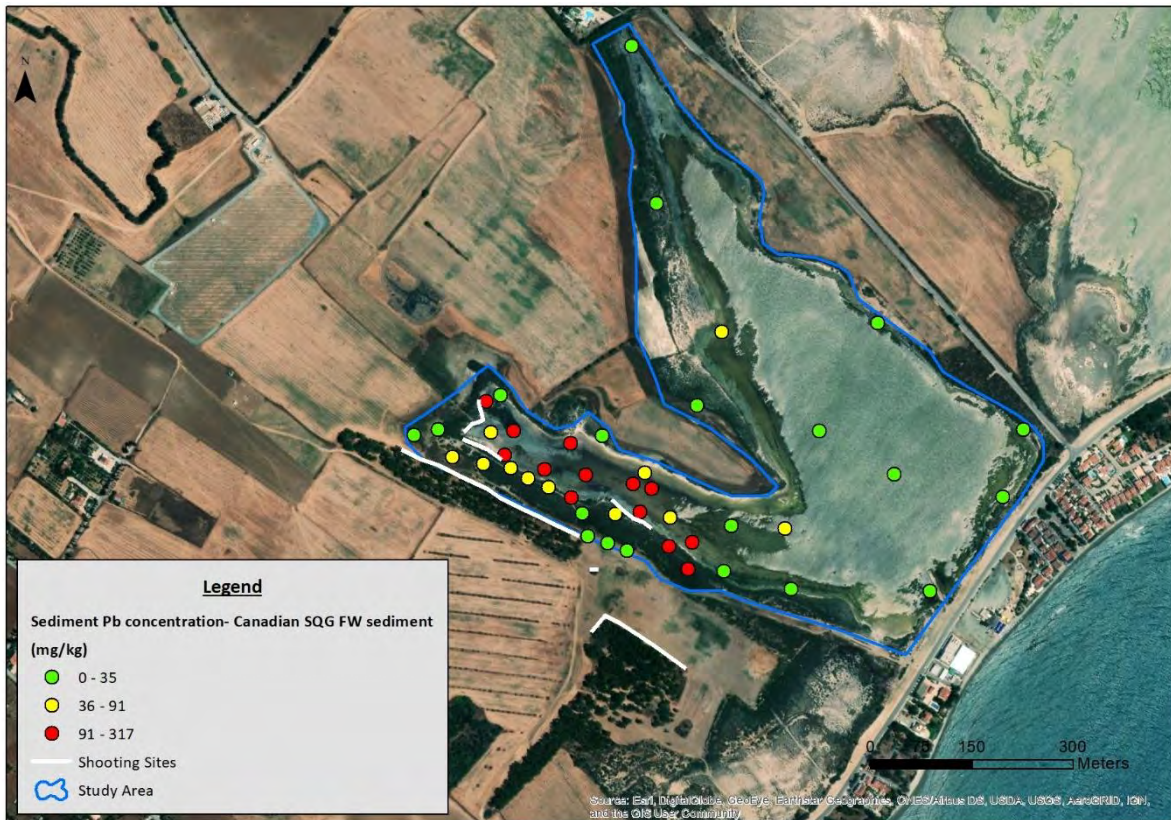 N
Legend
Sediment Pb concentration- Canadian SQG FW sediment
(mg/kg)
0 - 35
36 - 91
91 - 317
Shooting Sites
Study Area
0 150 300
Meters
Source: Esri, DigitalGlobe, GeoEye, Earthstar Geographics, CNES/Airbus DS, USDA, USGS, AeroGRID, IGN,
and the GIS User Community